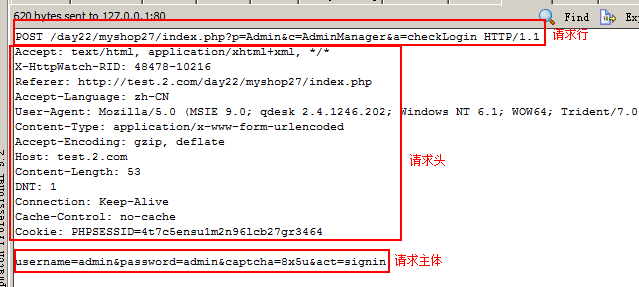 620 bytes sent to 127.0.0.1:80
Find
POST /day22/myshop27/index.php?p=Admin&c=AdminManager&a=checkLogin HTTP/1.1
请求行
Accept: text/html, application/xhtml+xml, */*
X-HttpWatch-RID: 48478-10216
Referer: http://test.2.com/day22/myshop27/index.php
Accept-Language: zh-CN
User-Agent: Mozilla/5.0 (MSIE 9.0; qdesk 2.4.1246.202; Windows NT 6.1; WOW64; Trident/7.0
Content-Type: application/x-www-form-urlencoded
Accept-Encoding: gzip, deflate
Host: test.2.com
请求头
Content-Length: 53
DNT: 1
Connection: Keep-Alive
Cache-Control: no-cache
Cookie: PHPSESSID=4t7c5ensu1m2n96lcb27gr3464
username=admin&password=admin&captcha=8x5u&act=signin
请求主体